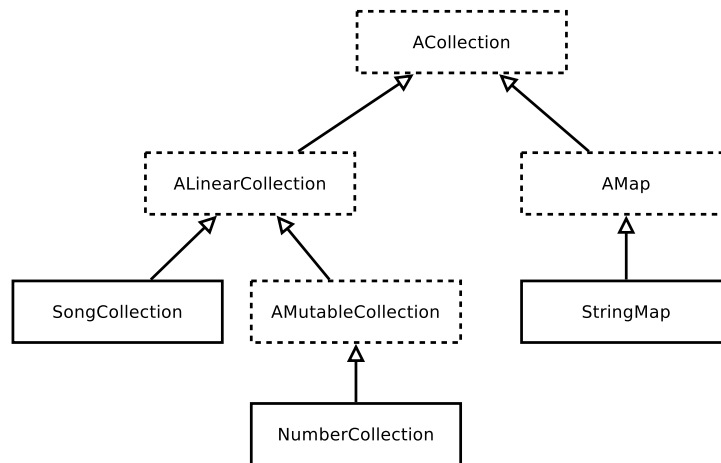 ACollection
ALinearCollection
AMap
SongCollection
AMutableCollection
StringMap
NumberCollection